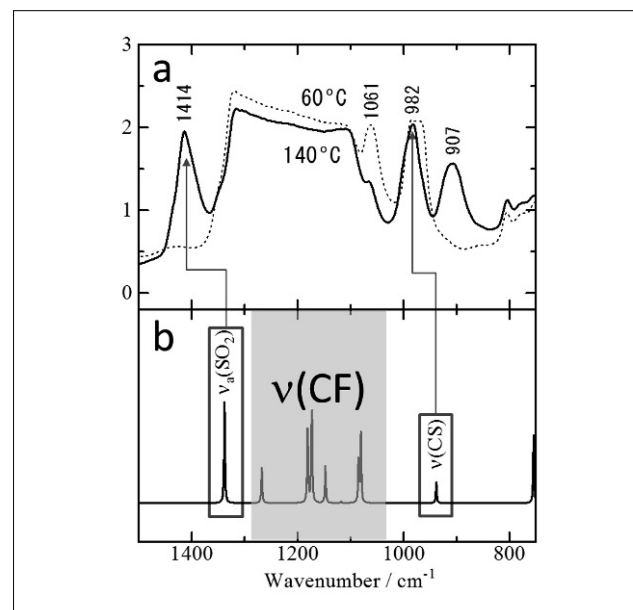 a
3
2
1
0
1414
60°C
1061
982
907
140°C
b
νa(SO2)
ν(CF)
ν(CS)
1400
1200
1000
800
Wavenumber / cm-1